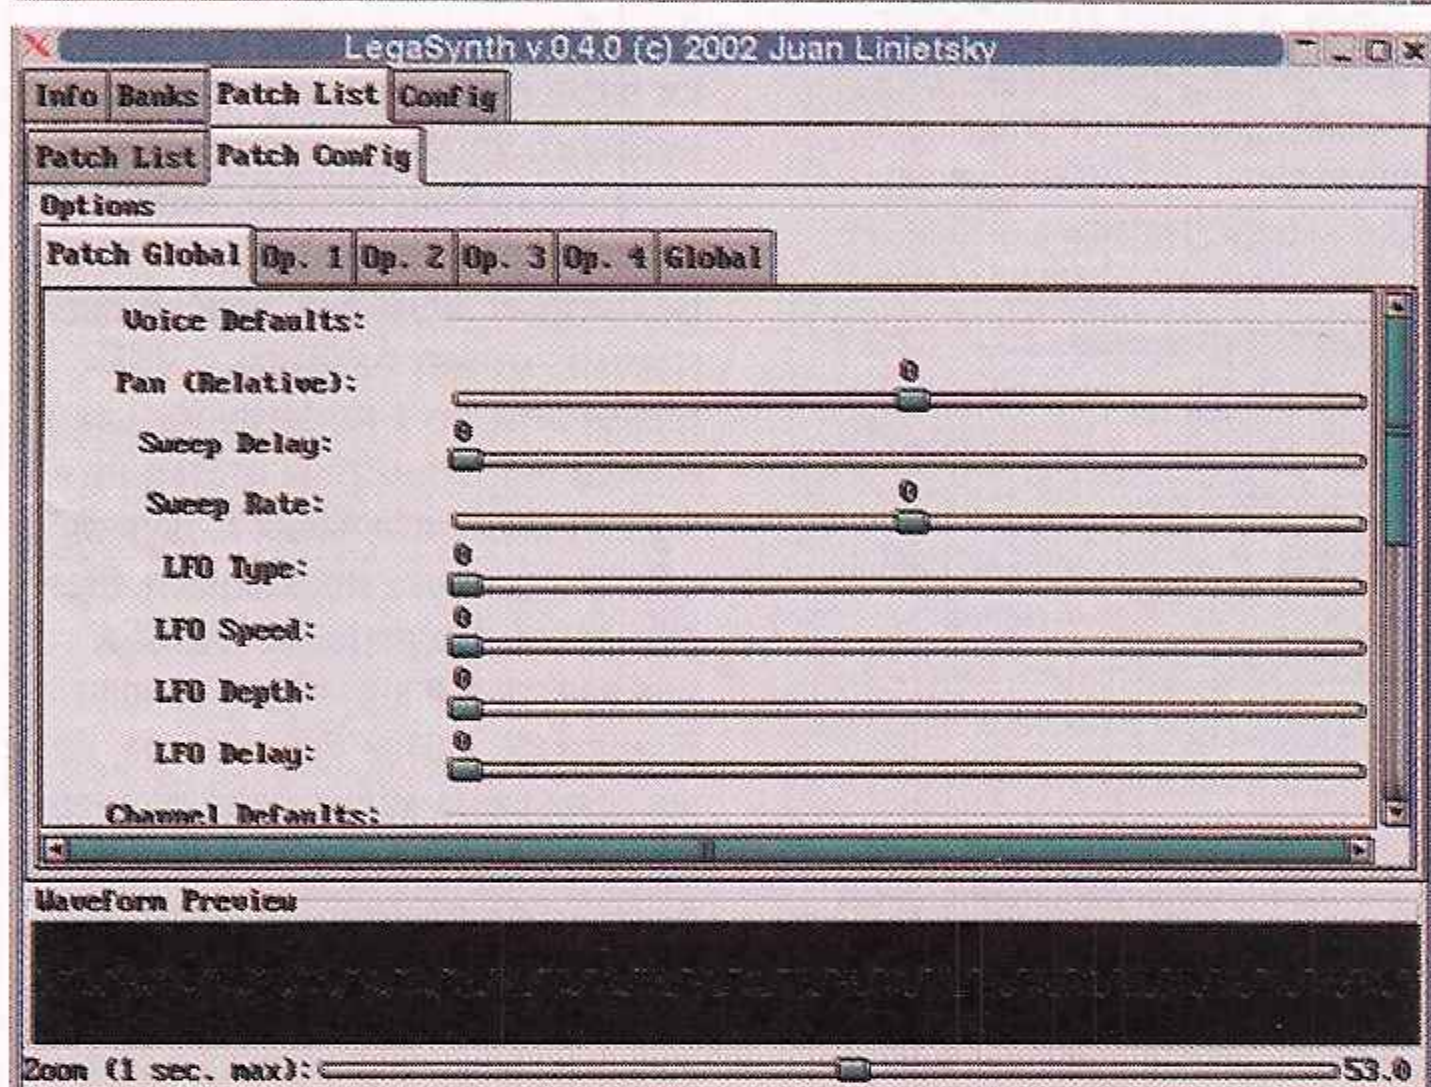 LegaSynth v.0.4.0 (c) 2002 Juan Linietsky
Info Banks Patch List Config
Patch List Patch Config
Options
Patch Global Op. 1 Op. 2 Op. 3 Op. 4 Global
Voice Defaults:
Pan (Relative): 0
Sweep Delay: 0
Sweep Rate: 0
LFO Type: 0
LFO Speed: 0
LFO Depth: 0
LFO Delay: 0
Channel Defaults:
Waveform Preview
Zoom (1 sec. max): 53.0